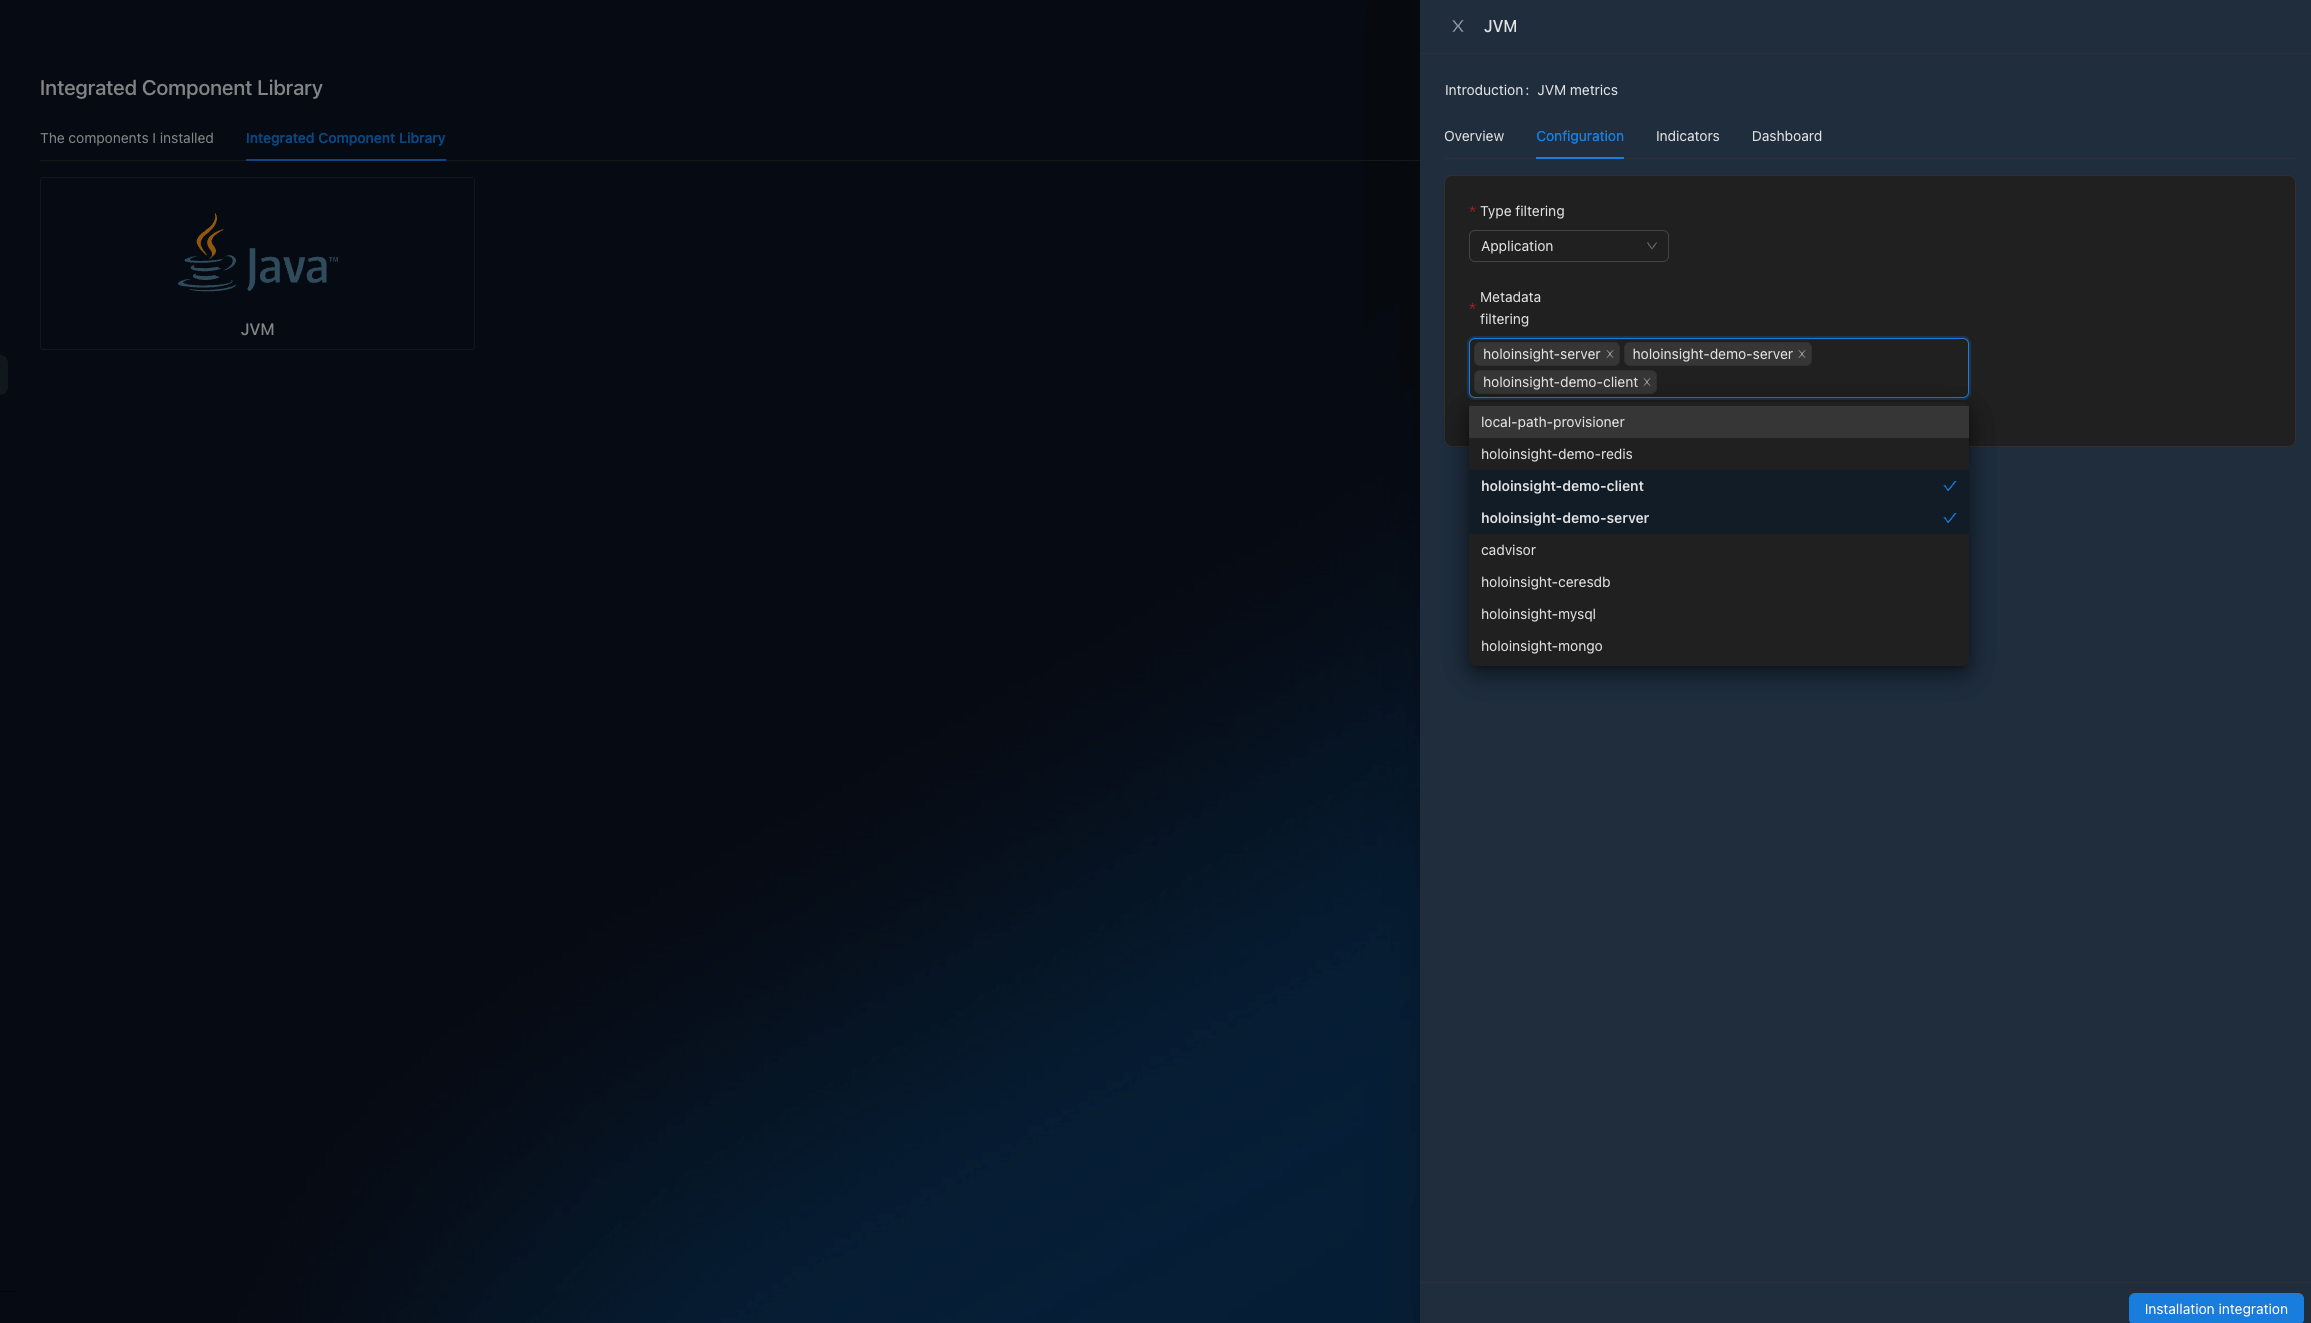 Integrated Component Library
The components I installed
Integrated Component Library
Java™
JVM
JVM
Introduction: JVM metrics
Overview
Configuration
Indicators
Dashboard
* Type filtering
Application
* Metadata
filtering
holoinsight-server
holoinsight-demo-server
holoinsight-demo-client
local-path-provisioner
holoinsight-demo-redis
holoinsight-demo-client
holoinsight-demo-server
cadvisor
holoinsight-ceresdb
holoinsight-mysql
holoinsight-mongo
Installation integration